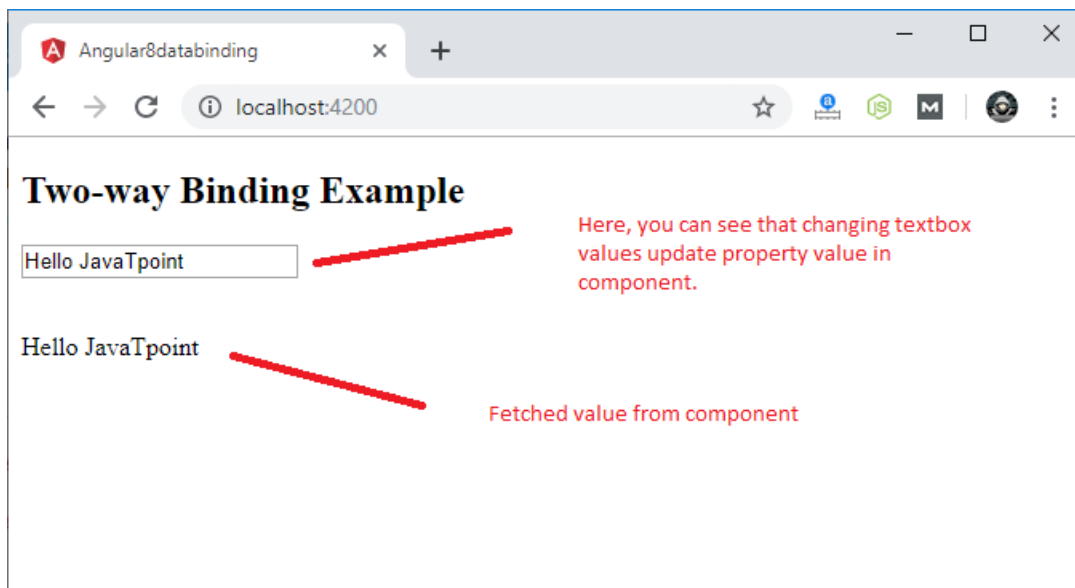 Angular8databinding
localhost:4200
a
JS
M
Two-way Binding Example
Hello JavaTpoint
Here, you can see that changing textbox
values update property value in
component.
Hello JavaTpoint
Fetched value from component